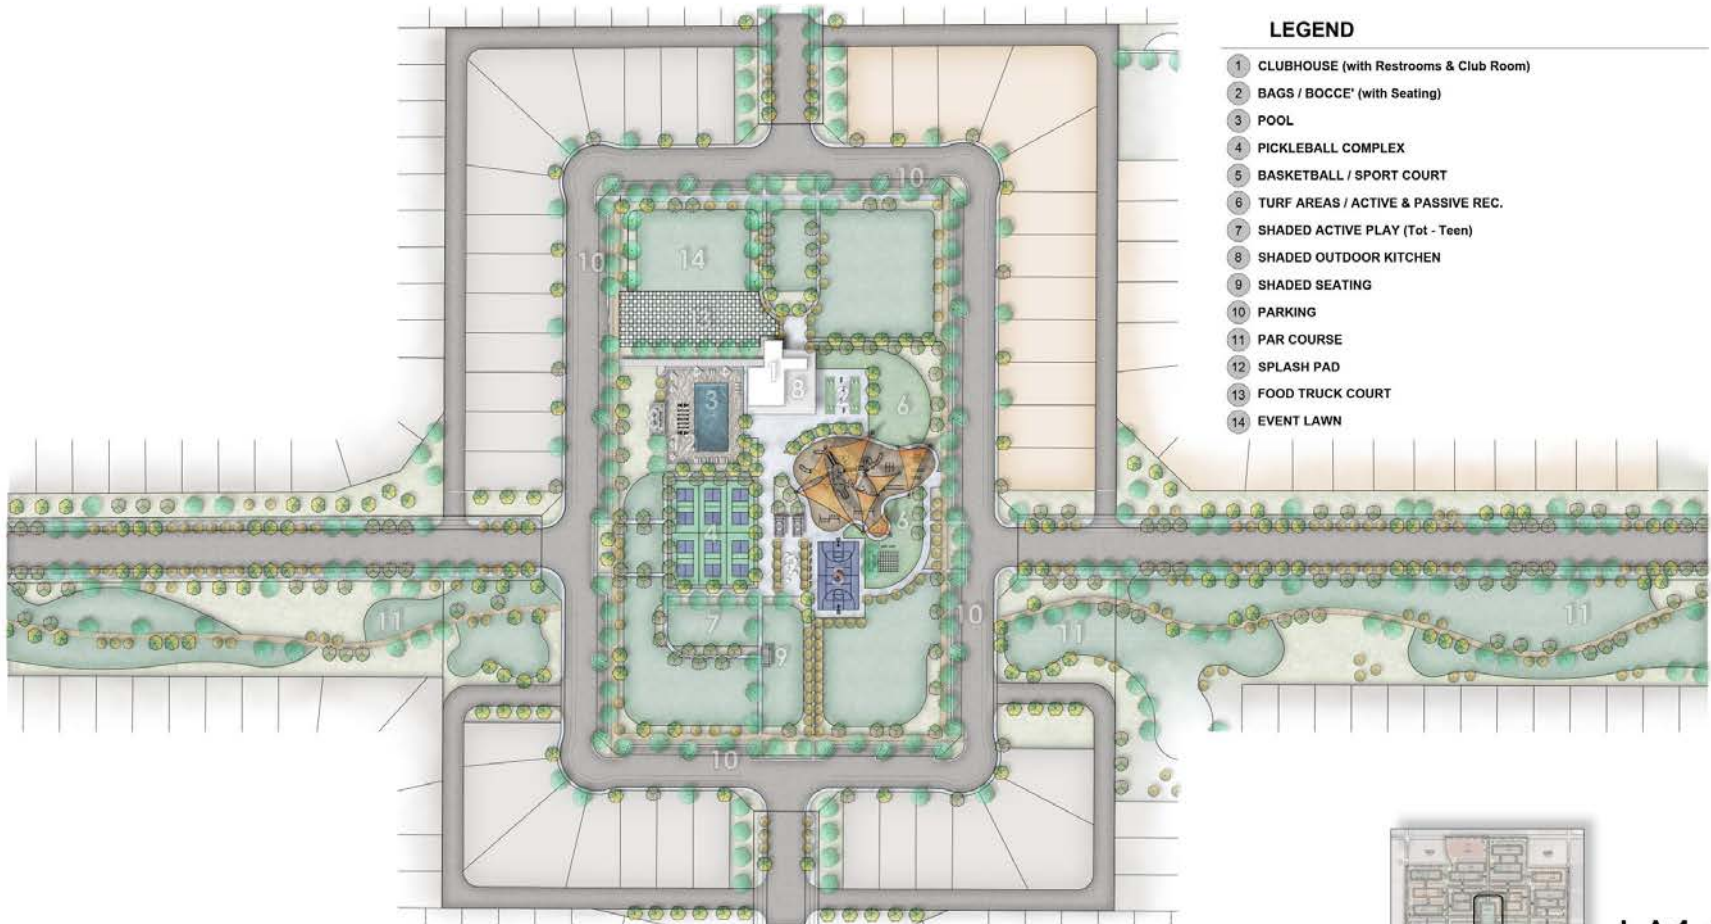 LEGEND
1 CLUBHOUSE (with Restrooms & Club Room)
2 BAGS / BOCCE' (with Seating)
3 POOL
4 PICKLEBALL COMPLEX
5 BASKETBALL / SPORT COURT
6 TURF AREAS / ACTIVE & PASSIVE REC.
7 SHADED ACTIVE PLAY (Tot - Teen)
8 SHADED OUTDOOR KITCHEN
9 SHADED SEATING
10 PARKING
11 PAR COURSE
12 SPLASH PAD
13 FOOD TRUCK COURT
14 EVENT LAWN
10
10
14
13
1
8
3
2
6
6
4
7
9
10
11
11
11
10